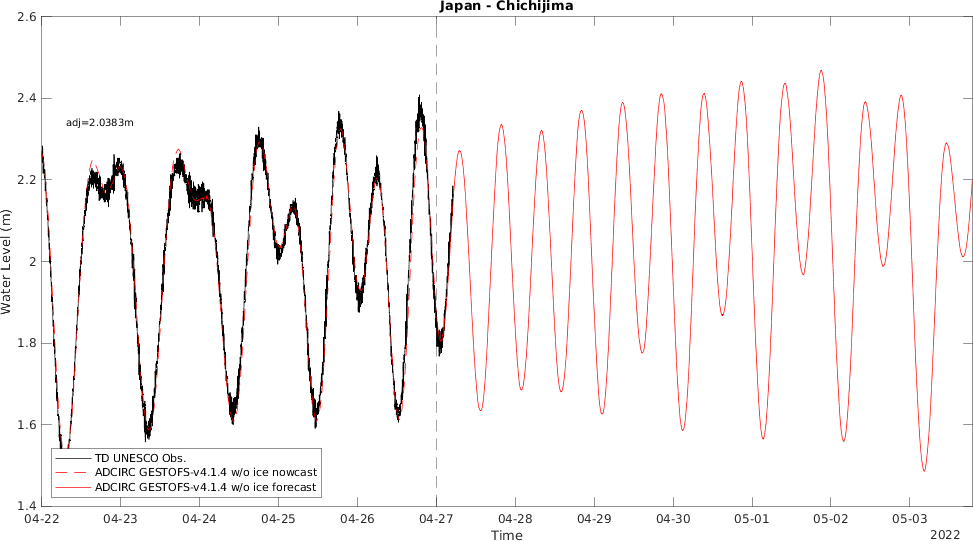 Japan - Chichijima
2.6
2.4
2.2
2
1.8
1.6
1.4
Water Level (m)
adj=2.0383m
TD UNESCO Obs.
ADCIRC GESTOFS-v4.1.4 w/o ice nowcast
ADCIRC GESTOFS-v4.1.4 w/o ice forecast
04-22 04-23 04-24 04-25 04-26 04-27 04-28 04-29 04-30 05-01 05-02 05-03
Time
2022